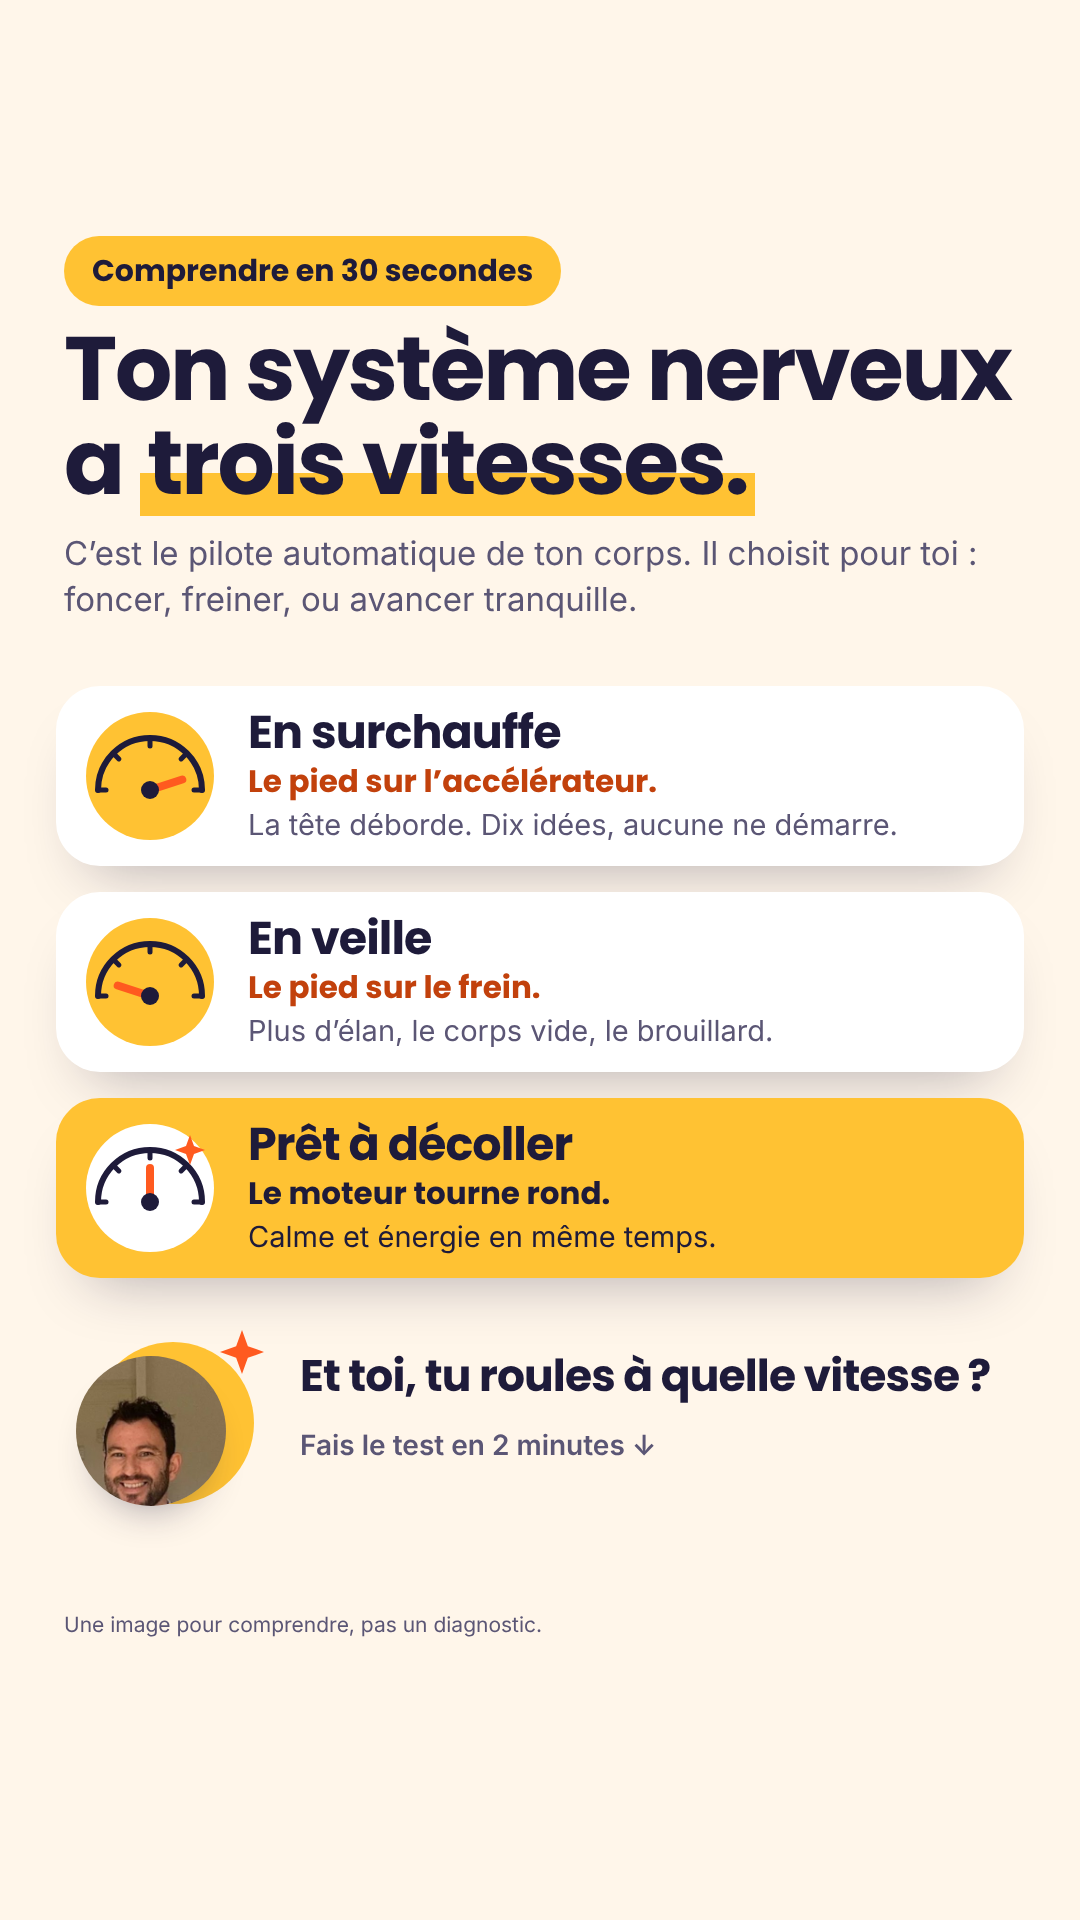 Comprendre en 30 secondes
Ton système nerveux
a trois vitesses.
C’est le pilote automatique de ton corps. Il choisit pour toi :
foncer, freiner, ou avancer tranquille.
En surchauffe
Le pied sur l’accélérateur.
La tête déborde. Dix idées, aucune ne démarre.
En veille
Le pied sur le frein.
Plus d’élan, le corps vide, le brouillard.
Prêt à décoller
Le moteur tourne rond.
Calme et énergie en même temps.
Et toi, tu roules à quelle vitesse ?
Fais le test en 2 minutes ↓
Une image pour comprendre, pas un diagnostic.